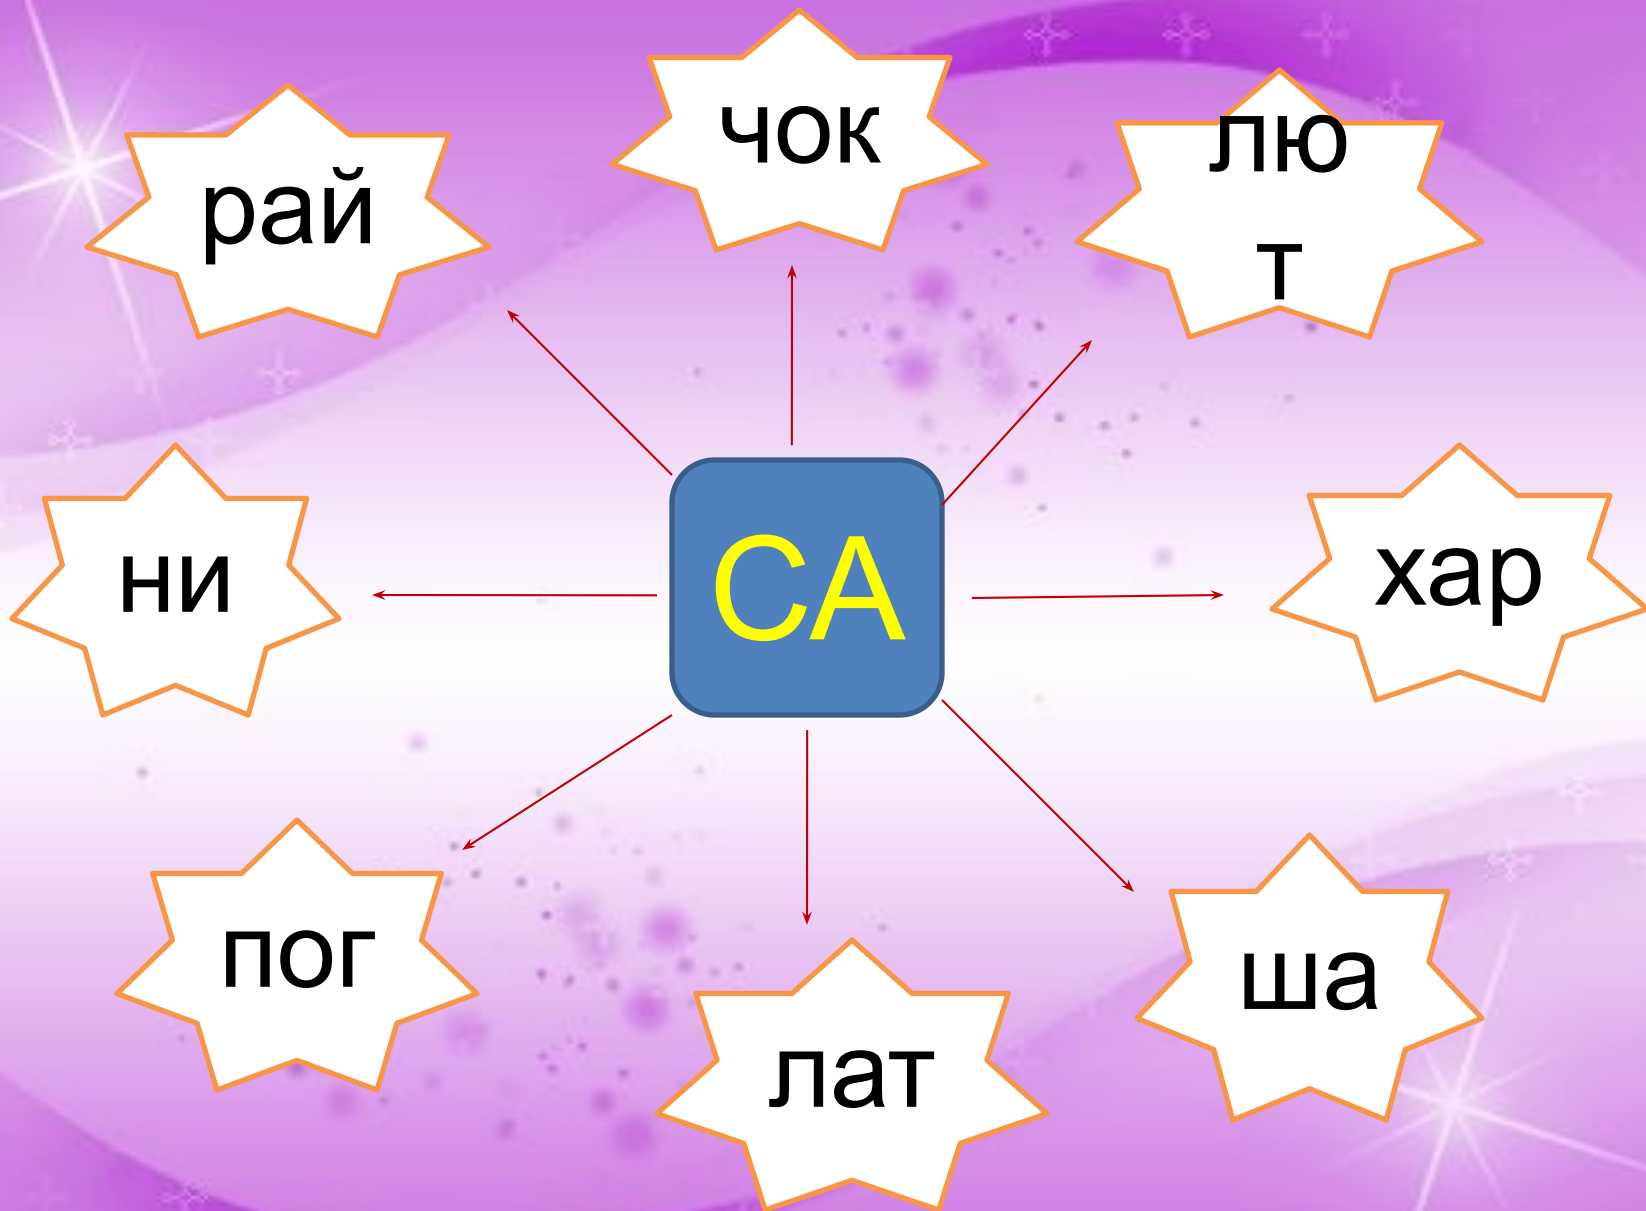 чок
рай
лю
т
ни
СА
хар
пог
ша
лат